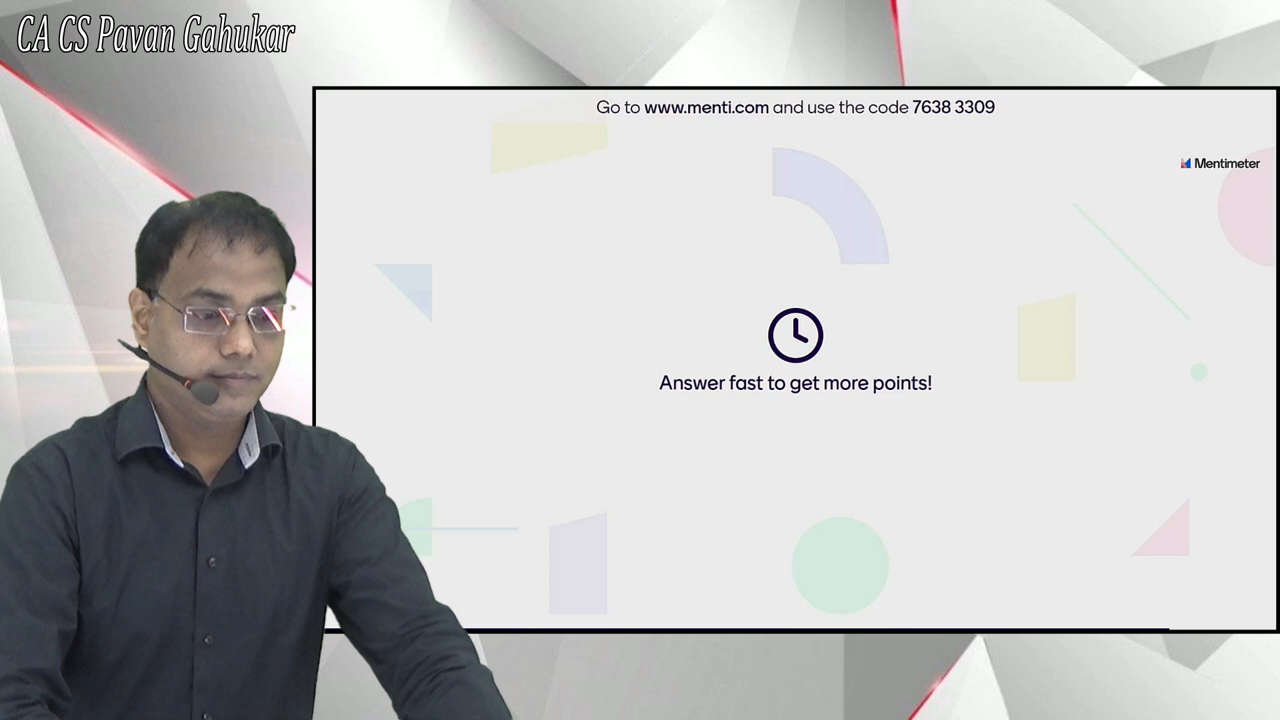 CA CS Pavan Gahukar
Go to www.menti.com and use the code 7638 3309
Mentimeter
Answer fast to get more points!